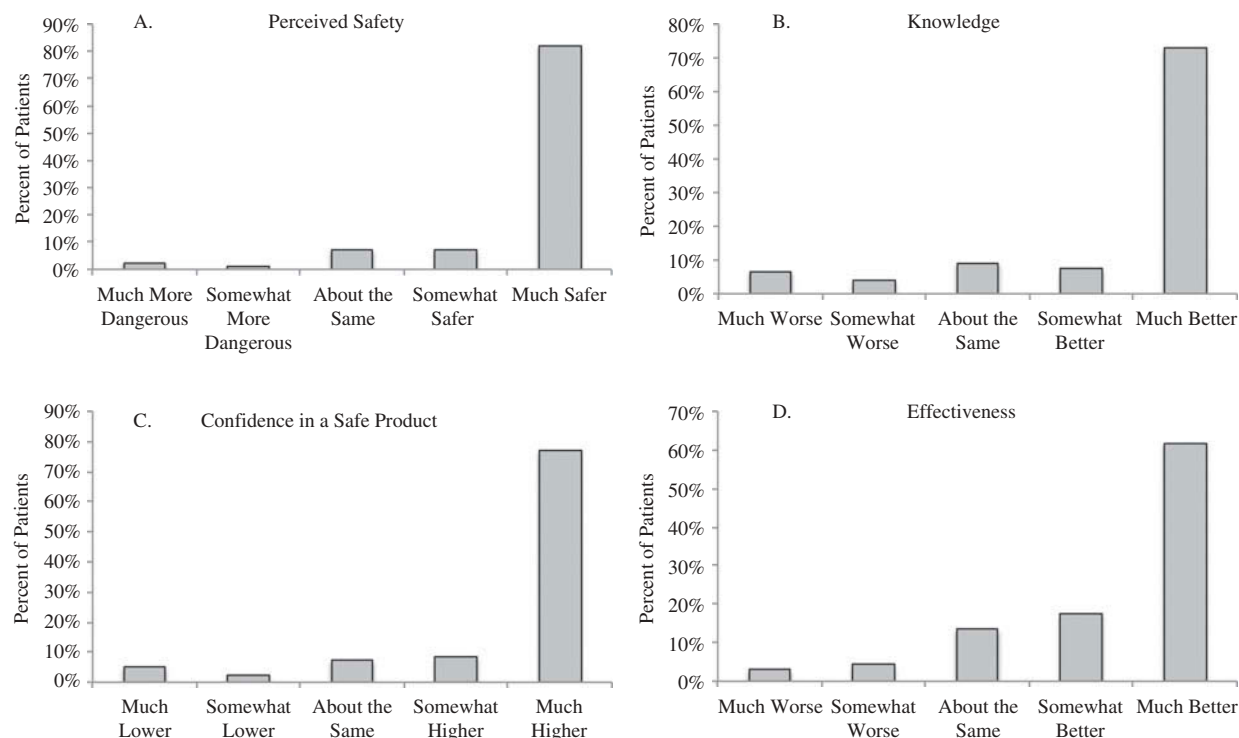 A. Perceived Safety
Percent of Patients
90%
80%
70%
60%
50%
40%
30%
20%
10%
0%
Much More Somewhat About the Somewhat Much Safer
Dangerous More Same Safer
Dangerous
B. Knowledge
Percent of Patients
80%
70%
60%
50%
40%
30%
20%
10%
0%
Much Worse Somewhat About the Somewhat Much Better
Worse Same Better
C. Confidence in a Safe Product
Percent of Patients
90%
80%
70%
60%
50%
40%
30%
20%
10%
0%
Much Somewhat About the Somewhat Much
Lower Lower Same Higher Higher
D. Effectiveness
Percent of Patients
70%
60%
50%
40%
30%
20%
10%
0%
Much Worse Somewhat About the Somewhat Much Better
Worse Same Better